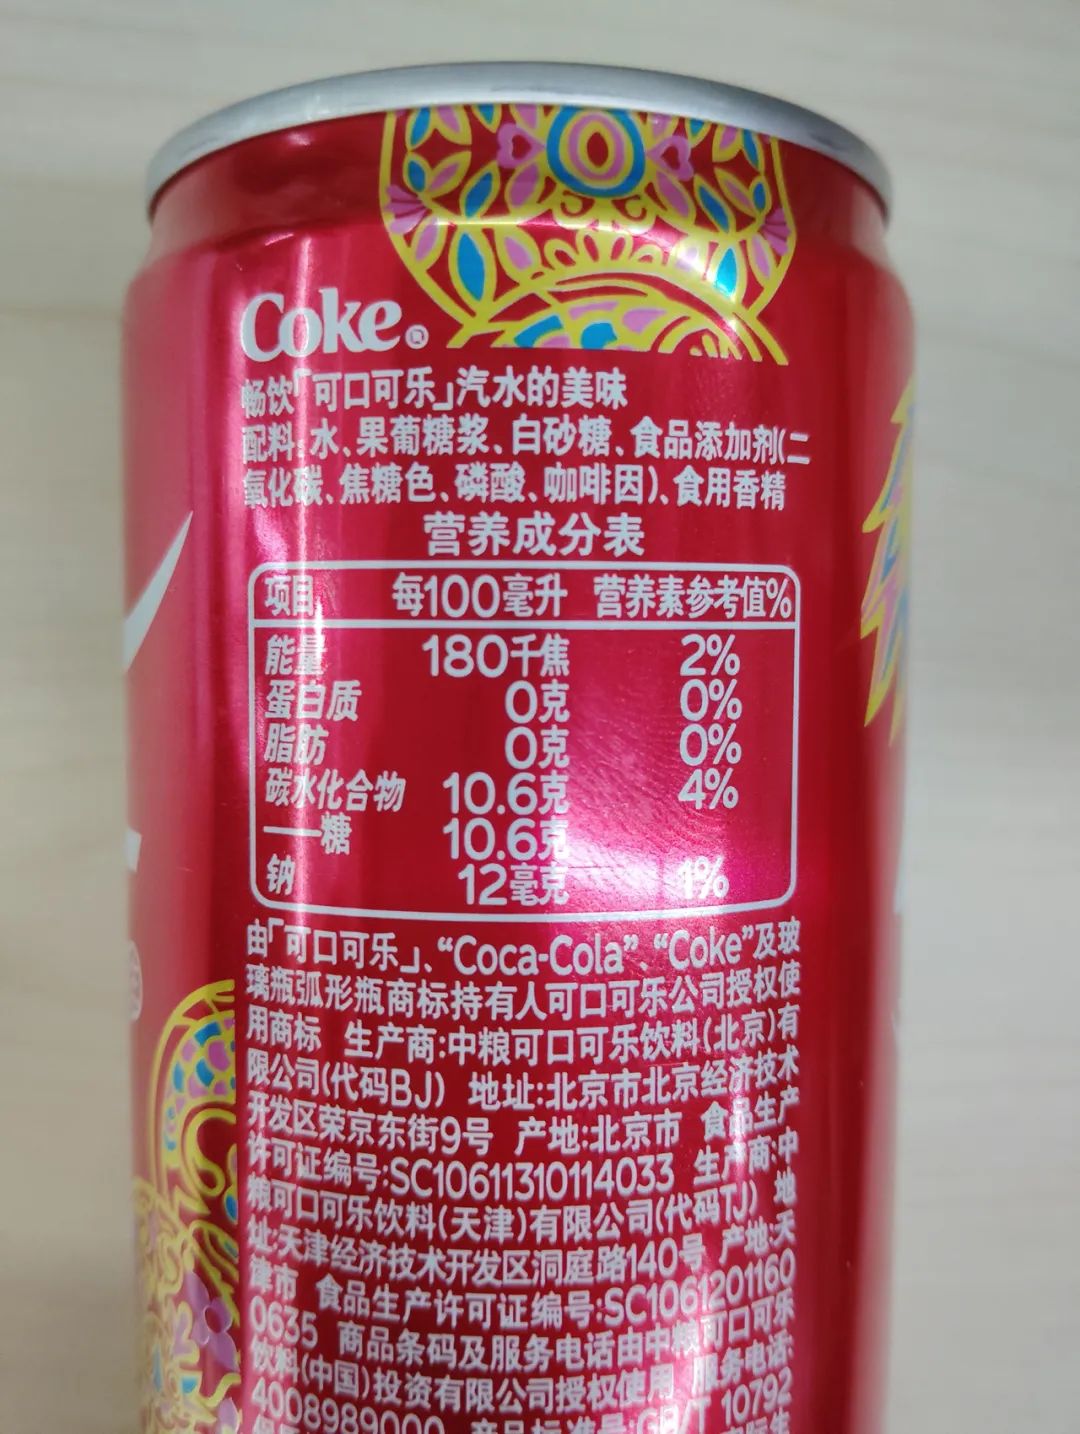 Coke®
畅饮「可口可乐」汽水的美味
配料:水、果葡糖浆、白砂糖、食品添加剂(二
氧化碳、焦糖色、磷酸、咖啡因)、食用香精
营养成分表
项目 每100毫升 营养素参考值%
能量 180千焦 2%
蛋白质 0克 0%
脂肪 0克 0%
碳水化合物 10.6克 4%
——糖 10.6克
钠 12毫克 1%
由「可口可乐」、“Coca-Cola”、“Coke”及玻
璃瓶弧形瓶商标持有人可口可乐公司授权使
用商标 生产商:中粮可口可乐饮料(北京)有
限公司(代码BJ) 地址:北京市北京经济技术
开发区荣京东街9号 产地:北京市 食品生产
许可证编号:SC10611310114033 生产商:中
粮可口可乐饮料(天津)有限公司(代码TJ) 地
址:天津经济技术开发区洞庭路140号 产地:天
津市 食品生产许可证编号:SC1061201160
0635 商品条码及服务电话由中粮可口可乐
饮料(中国)投资有限公司授权使用 服务电话:
4008989000 产品标准号:GB/T 10792